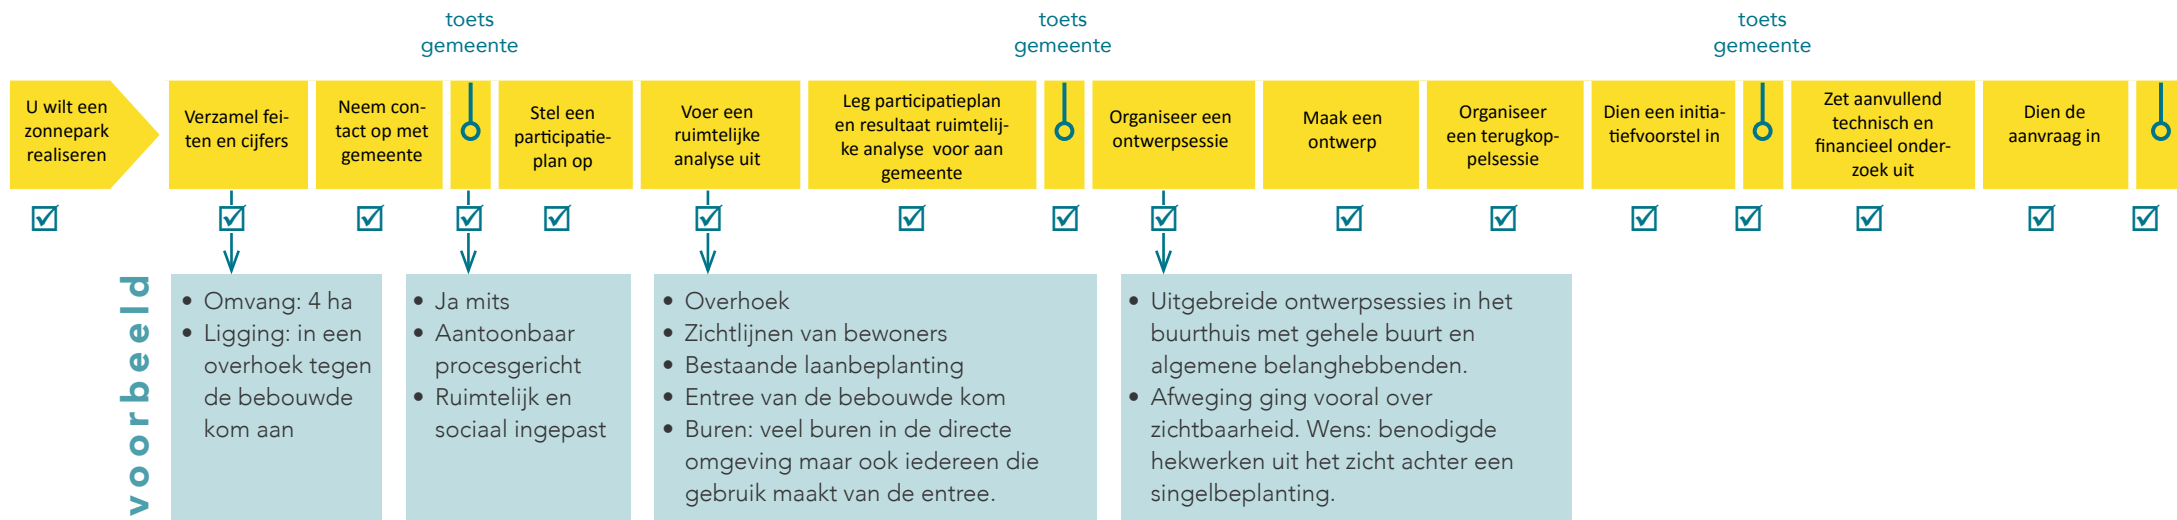 toets
gemeente
toets
gemeente
toets
gemeente
U wilt een
zonnepark
realiseren
Verzamel fei-
ten en cijfers
Neem con-
tact op met
gemeente
Stel een
participatie-
plan op
Voer een
ruimtelijke
analyse uit
Leg participatieplan
en resultaat ruimtelij-
ke analyse voor aan
gemeente
Organiseer een
ontwerpsessie
Maak een
ontwerp
Organiseer
een terugkop-
pelsessie
Dien een initia-
tiefvoorstel in
Zet aanvullend
technisch en
financieel onder-
zoek uit
Dien de
aanvraag in
voorbeeld
• Omvang: 4 ha
• Ligging: in een
overhoek tegen
de bebouwde
kom aan
• Ja mits
• Aantoonbaar
procesgericht
• Ruimtelijk en
sociaal ingepast
• Overhoek
• Zichtlijnen van bewoners
• Bestaande laanbeplanting
• Entree van de bebouwde kom
• Buren: veel buren in de directe
omgeving maar ook iedereen die
gebruik maakt van de entree.
• Uitgebreide ontwerpsessies in het
buurthuis met gehele buurt en
algemene belanghebbenden.
• Afweging ging vooral over
zichtbaarheid. Wens: benodigde
hekwerken uit het zicht achter een
singelbeplanting.